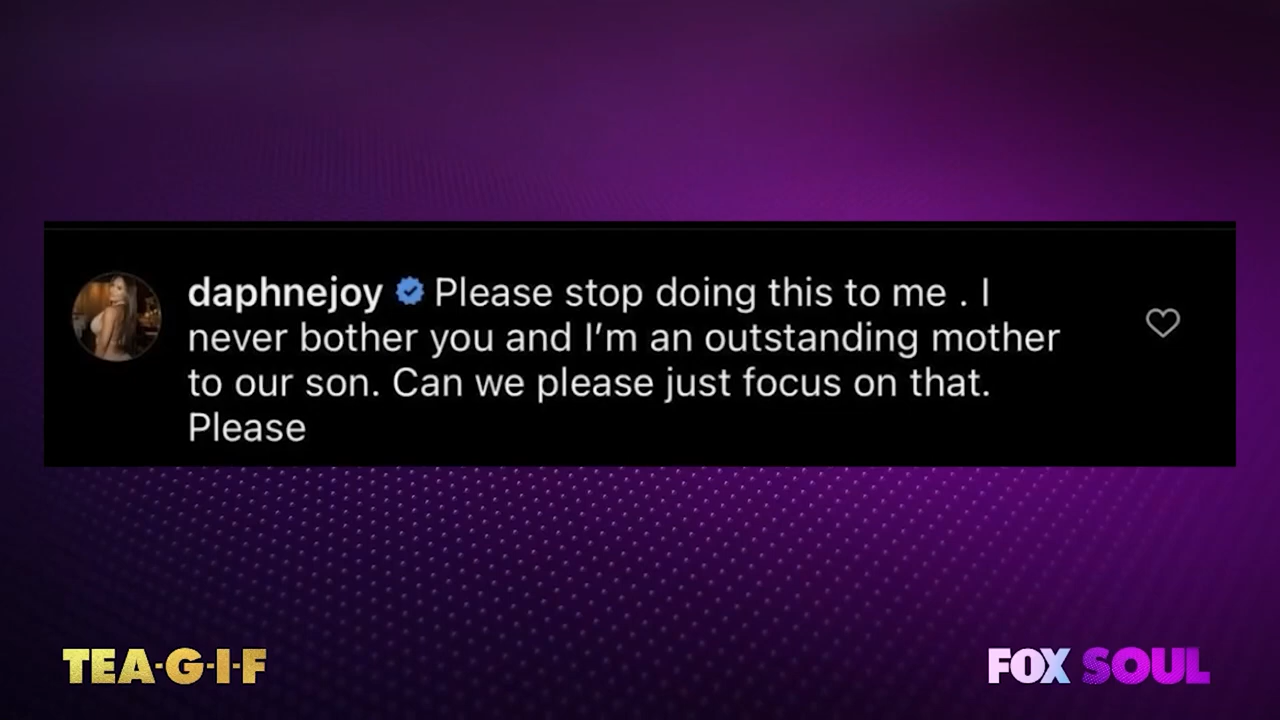 daphnejoy Please stop doing this to me . I
never bother you and I’m an outstanding mother
to our son. Can we please just focus on that.
Please
TEA·G·I·F
FOX SOUL